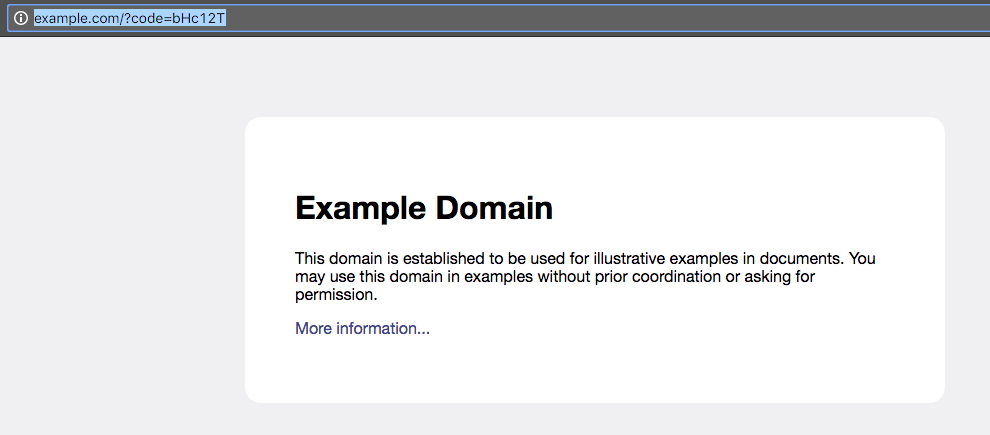 example.com/?code=bHc12T
Example Domain
This domain is established to be used for illustrative examples in documents. You
may use this domain in examples without prior coordination or asking for
permission.
More information...